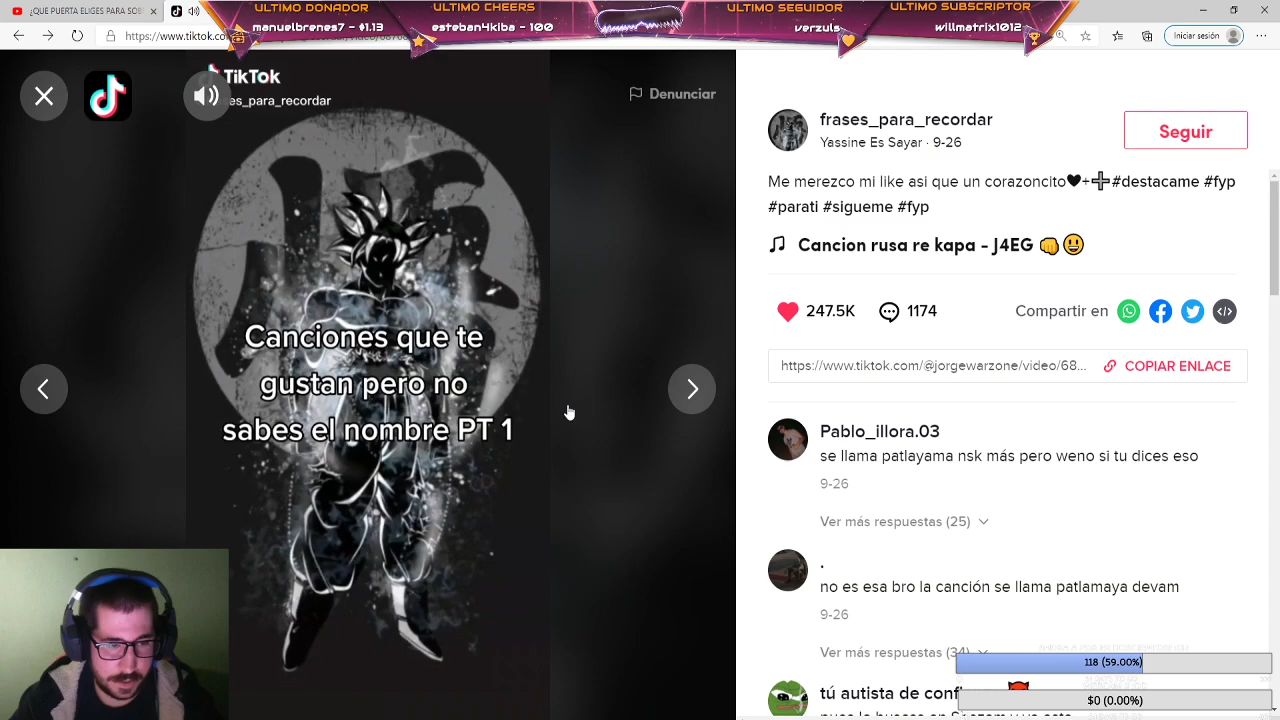 ¿QUÉ PUERTA ELIGES PARA SOB
https://www.tiktok.co
ULTIMO DONADOR
manuelbrenes7 - $1.13
ULTIMO CHEERS
esteban4kiba - 100
ULTIMO SEGUIDOR
verzuls
ULTIMO SUBSCRIPTOR
willmatrix1012
Iniciar sesión
TikTok
es_para_recordar
Denunciar
Canciones que te
gustan pero no
sabes el nombre PT 1
frases_para_recordar
Yassine Es Sayar · 9-26
Seguir
Me merezco mi like asi que un corazoncito🖤+➕#destacame #fyp
#parati #sigueme #fyp
Cancion rusa re kapa - J4EG 👊😃
247.5K
1174
Compartir en
https://www.tiktok.com/@jorgewarzone/video/68...
COPIAR ENLACE
Pablo_illora.03
se llama patlayama nsk más pero weno si tu dices eso
9-26
Ver más respuestas (25)
.
no es esa bro la canción se llama patlamaya devam
9-26
Ver más respuestas (34)
118 (59.00%)
tú autista de conf
$0 (0.00%)